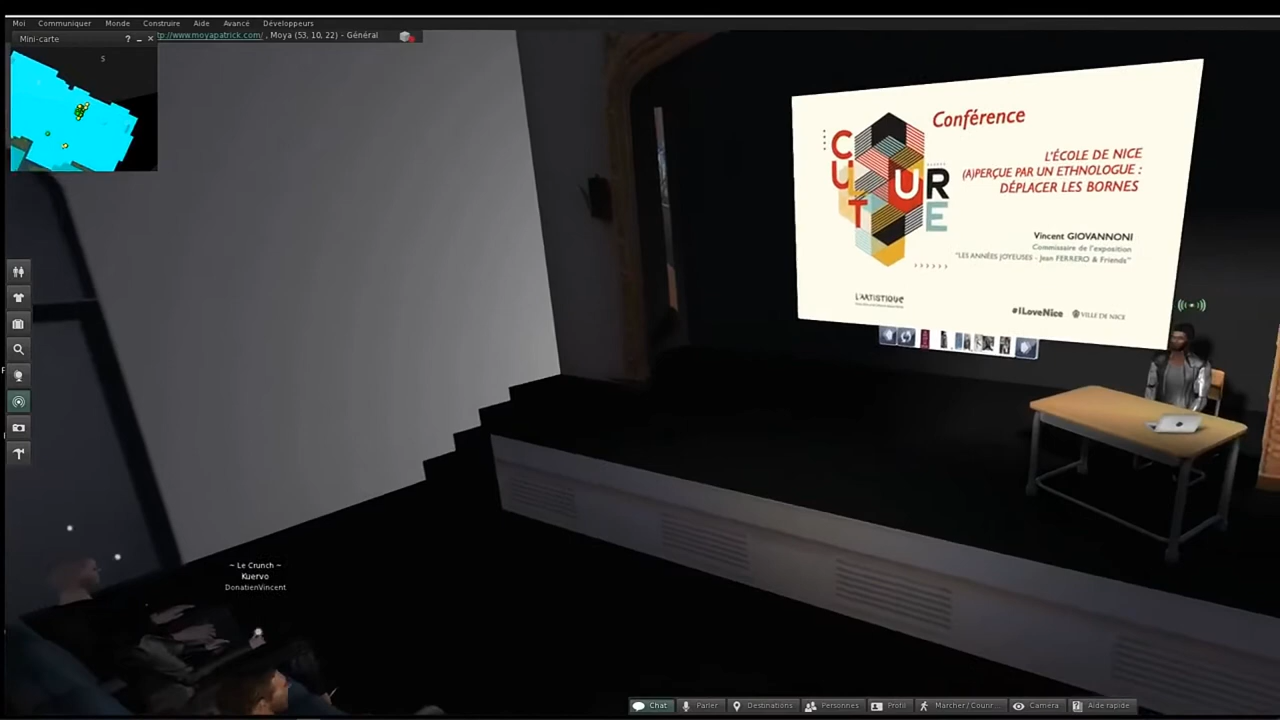 Moi Communiquer Monde Construire Aide Avancé Développeurs
Mini-carte ? _ ×
tp://www.moyapatrick.com/ , Moya (53, 10, 22) - Général
S
Conférence
CULTURE
L'ÉCOLE DE NICE
(A)PERÇUE PAR UN ETHNOLOGUE :
DÉPLACER LES BORNES
Vincent GIOVANNONI
Commissaire de l'exposition
"LES ANNÉES JOYEUSES - Jean FERRERO & Friends"
L'ARTISTIQUE
#ILoveNice VILLE DE NICE
~ Le Crunch ~
Kuervo
DonatienVincent
Chat Parler Destinations Personnes Profil Marcher / Courir... Caméra Aide rapide